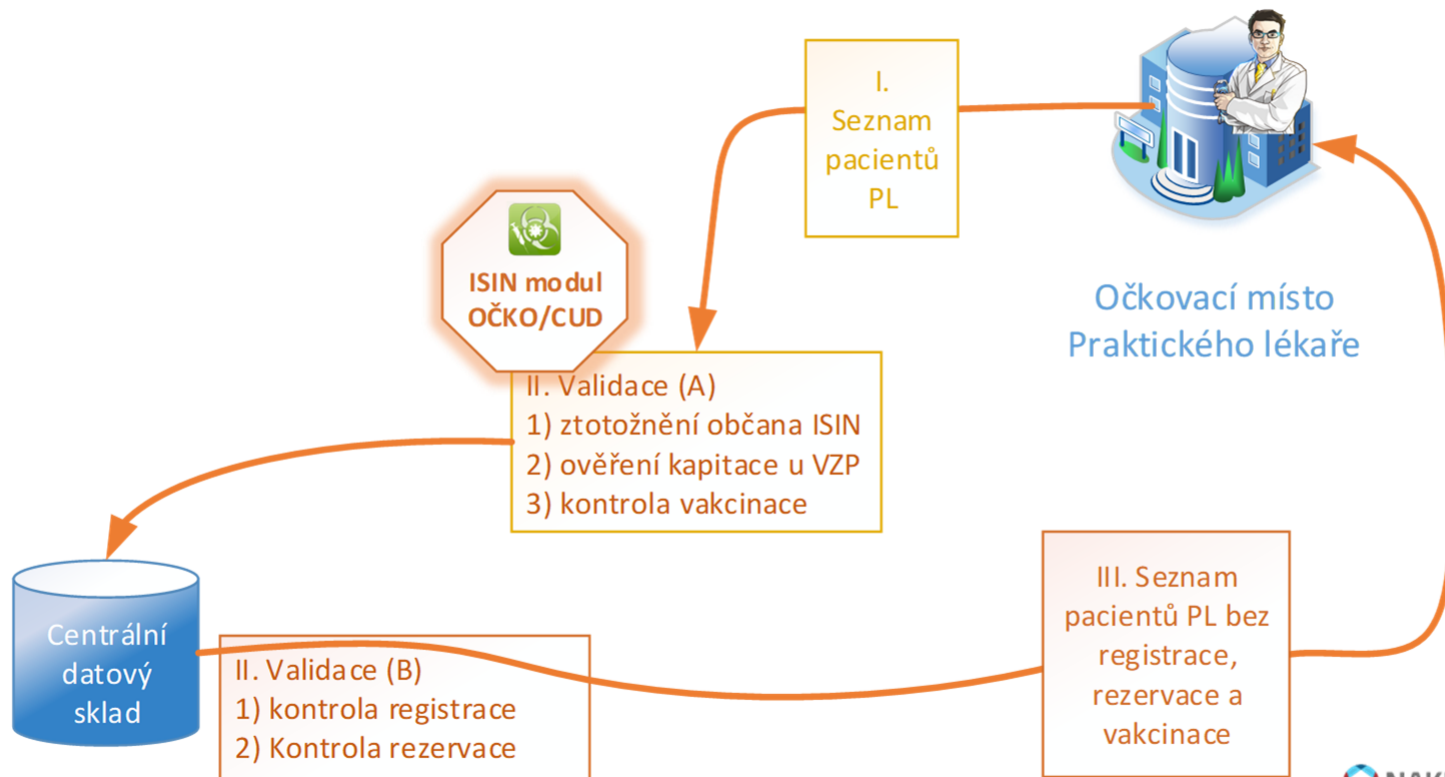 I.
Seznam
pacientů
PL
ISIN modul
OČKO/CUD
Očkovací místo
Praktického lékaře
II. Validace (A)
1) ztotožnění občana ISIN
2) ověření kapitace u VZP
3) kontrola vakcinace
Centrální
datový
sklad
II. Validace (B)
1) kontrola registrace
2) Kontrola rezervace
III. Seznam
pacientů PL bez
registrace,
rezervace a
vakcinace